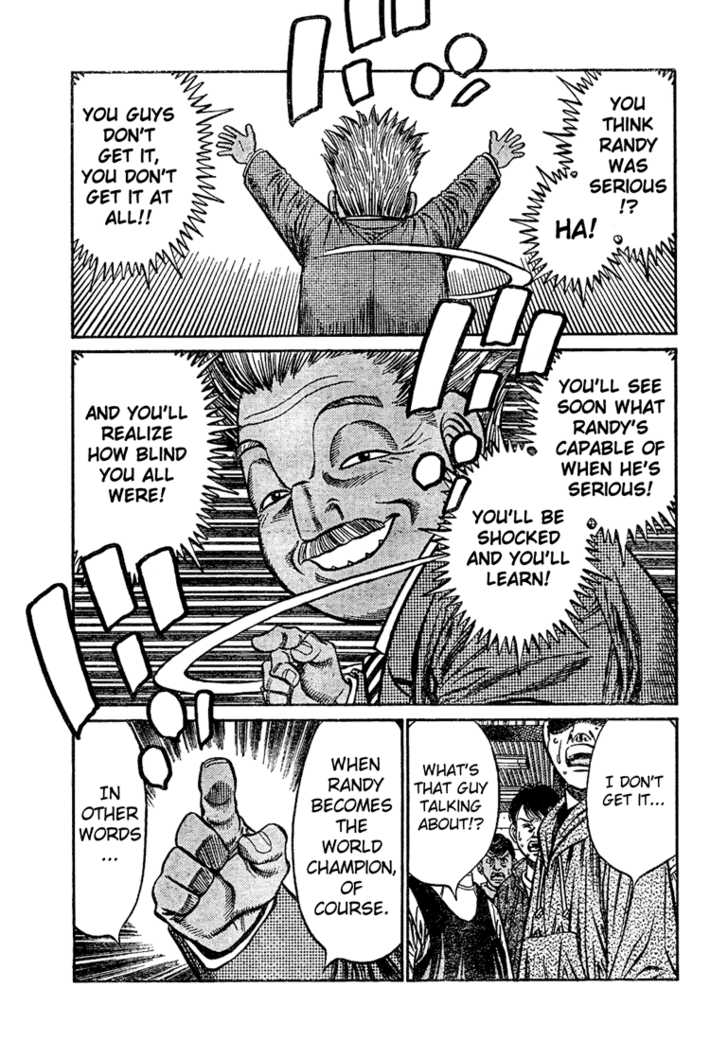 YOU
THINK
RANDY
WAS
SERIOUS
!?
HA!
YOU GUYS
DON'T
GET IT,
YOU DON'T
GET IT AT
ALL!!
YOU'LL SEE
SOON WHAT
RANDY'S
CAPABLE OF
WHEN HE'S
SERIOUS!
YOU'LL BE
SHOCKED
AND YOU'LL
LEARN!
AND YOU'LL
REALIZE
HOW BLIND
YOU ALL
WERE!
I DON'T
GET IT...
WHAT'S
THAT GUY
TALKING
ABOUT!?
WHEN
RANDY
BECOMES
THE
WORLD
CHAMPION,
OF
COURSE.
IN
OTHER
WORDS
...